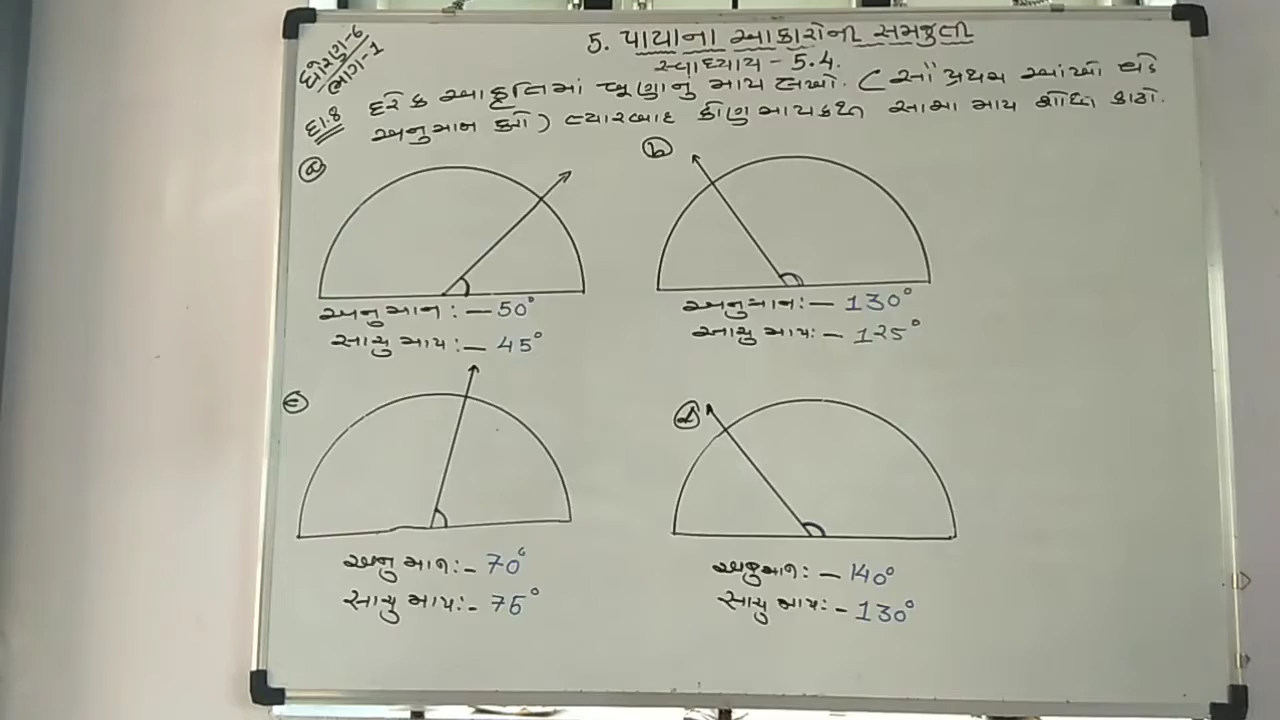 ધોરણ-6
ભાગ-1
5. પાયાના આકારોની સમજુતી
સ્વાધ્યાય - 5.4.
દા.8 દરેક આકૃતિમાં ખૂણાનું માપ લખો. (સૌ પ્રથમ આંખો વડે
અનુમાન કરો) ત્યારબાદ કોણમાપકથી સાચા માપ શોધી કાઢો.
a
b
અનુમાન:- 50°
સાચુ માપ:- 45°
અનુમાન:- 130°
સાચુ માપ:- 125°
c
d
અનુમાન:- 70°
સાચુ માપ:- 75°
અનુમાન:- 140°
સાચુ માપ:- 130°